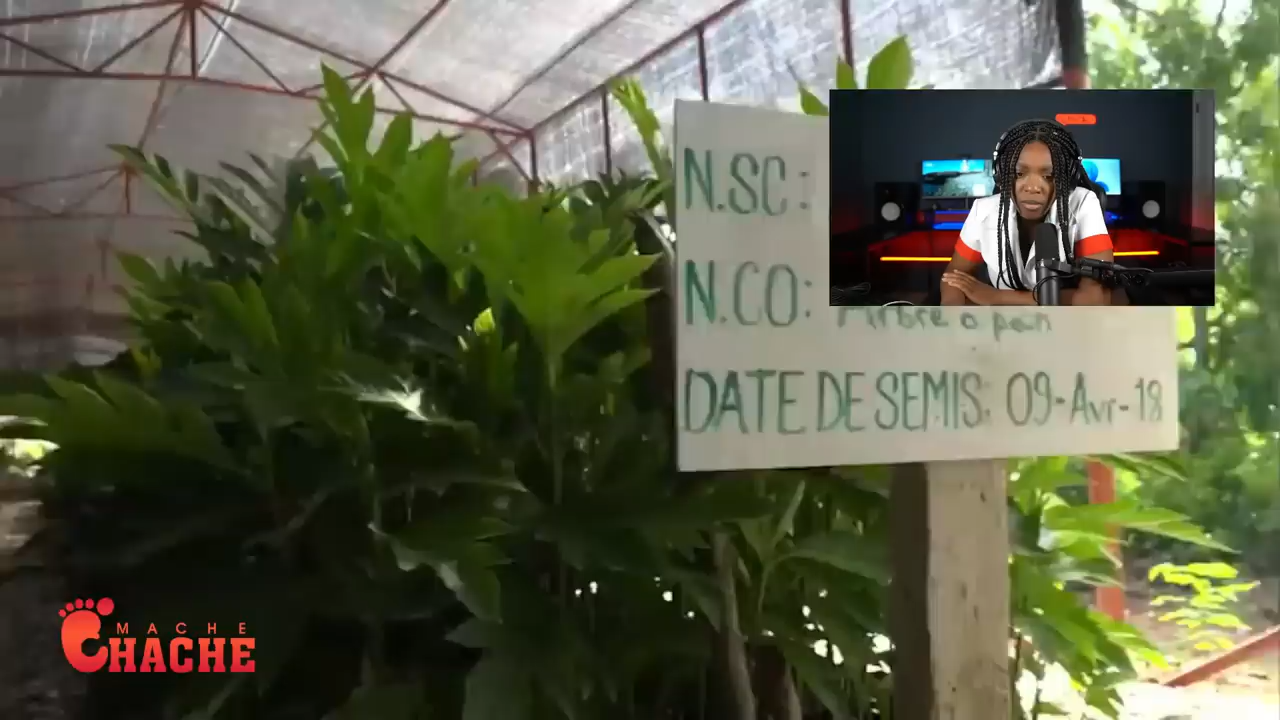 N.SC:
N.CO: Arbre a pain
DATE DE SEMIS: 09-Avr-18
MACHE
CHACHE